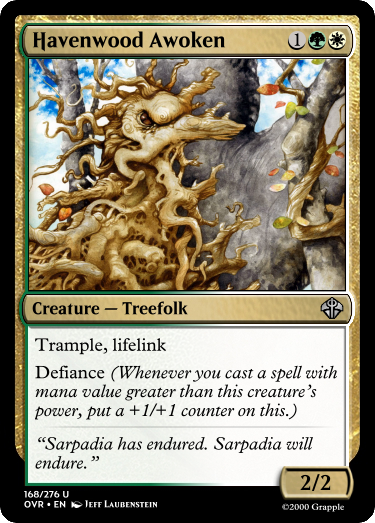 Havenwood Awoken 1
Creature — Treefolk
Trample, lifelink
Defiance (Whenever you cast a spell with
mana value greater than this creature's
power, put a +1/+1 counter on this.)
“Sarpadia has endured. Sarpadia will
endure.”
2/2
168/276 U
OVR • EN Jeff Laubenstein
©2000 Grapple